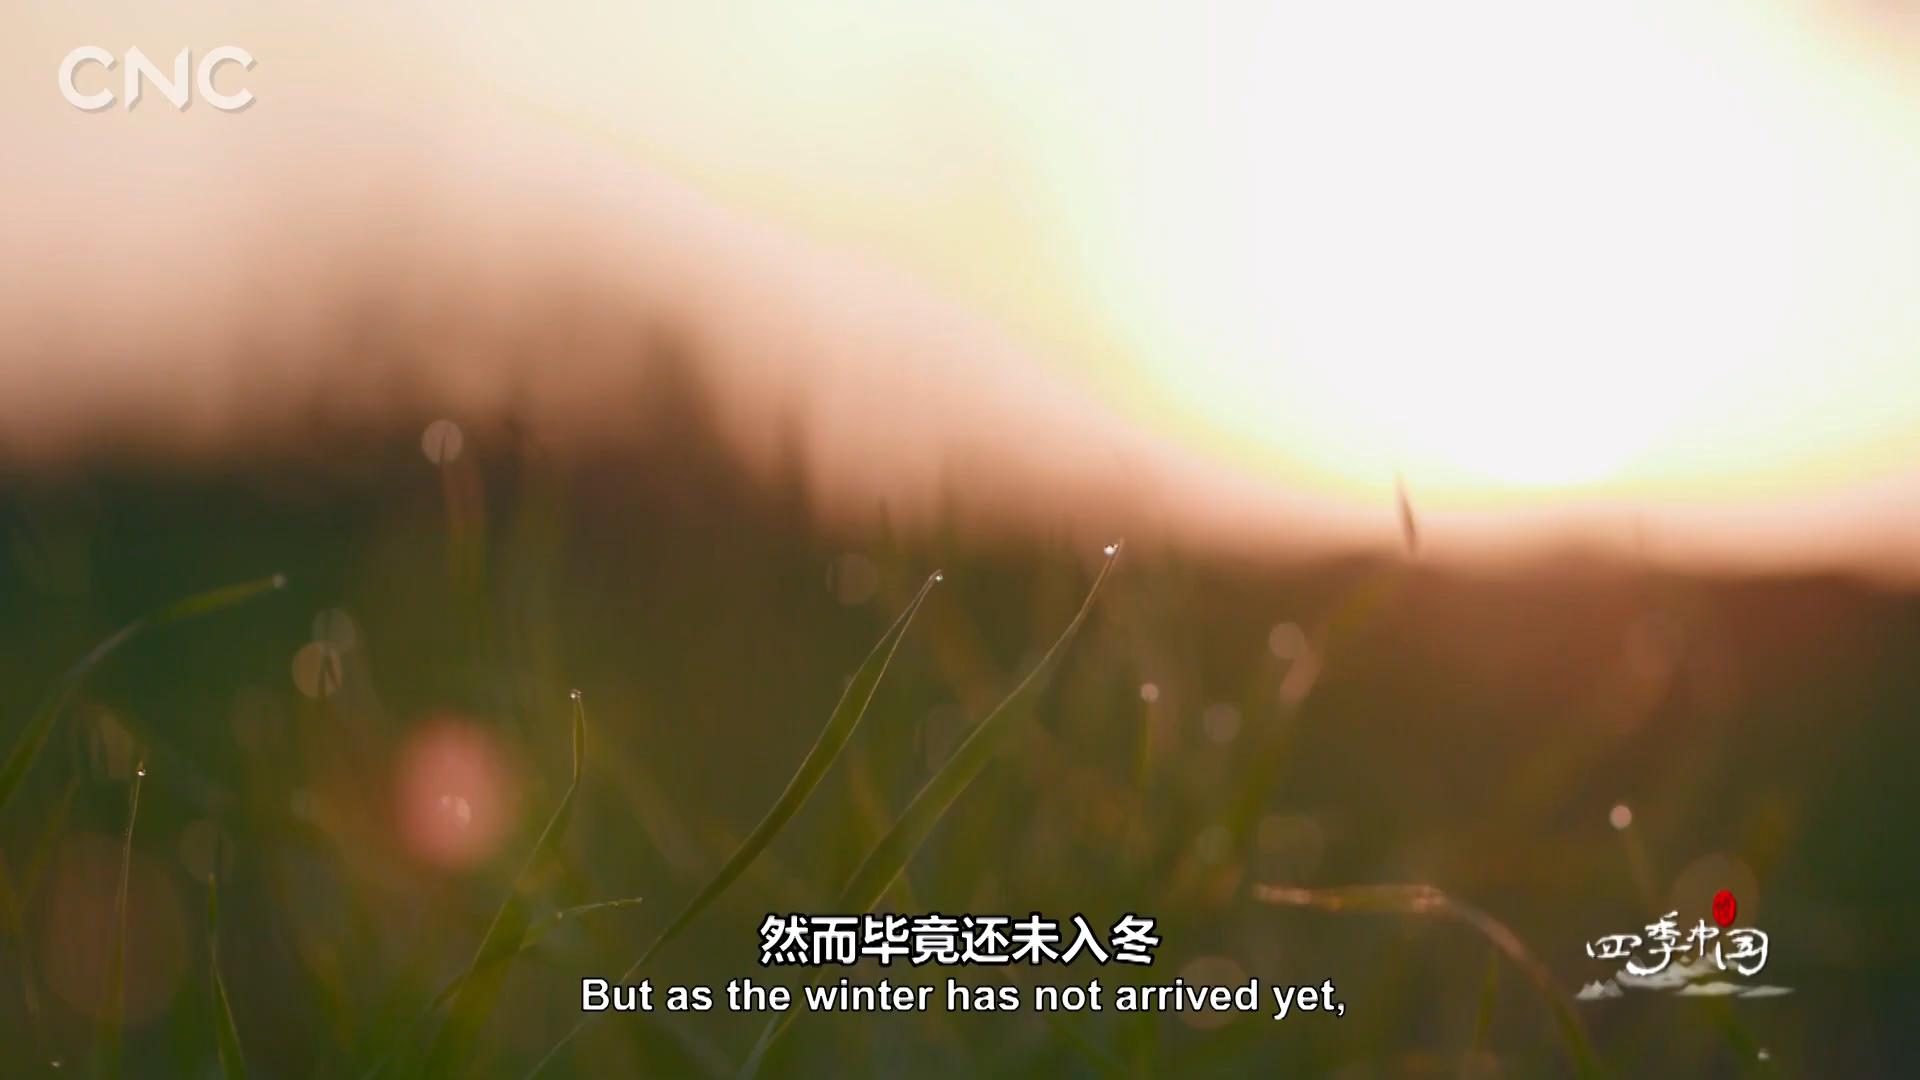 CNC
四季中国
然而毕竟还未入冬
But as the winter has not arrived yet,